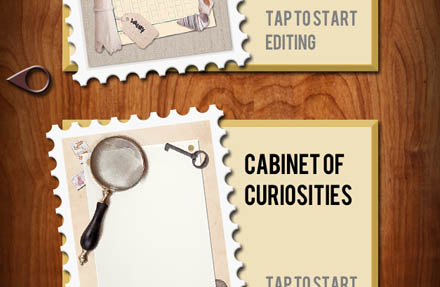 TAP TO START
EDITING
CABINET OF
CURIOSITIES
TAP TO START